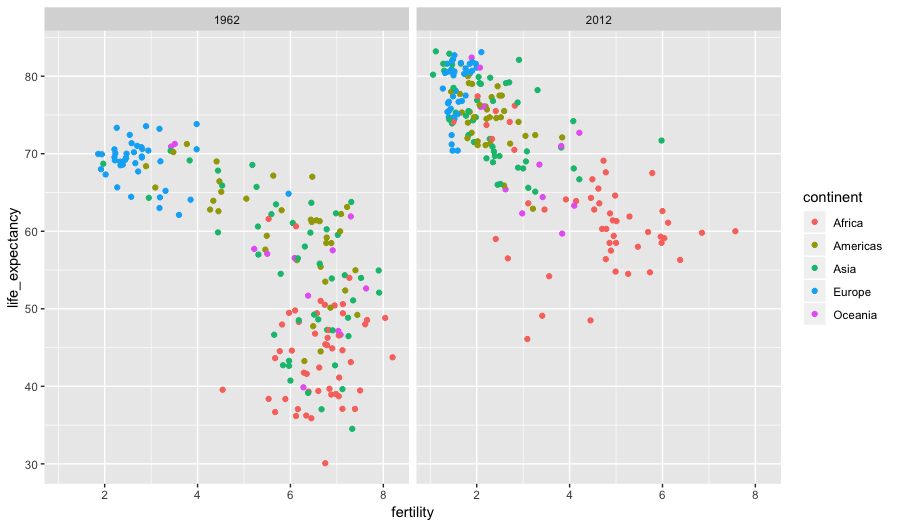 1962 2012
80
70
60
50
40
30
life_expectancy
2 4 6 8 2 4 6 8
fertility
continent
Africa
Americas
Asia
Europe
Oceania